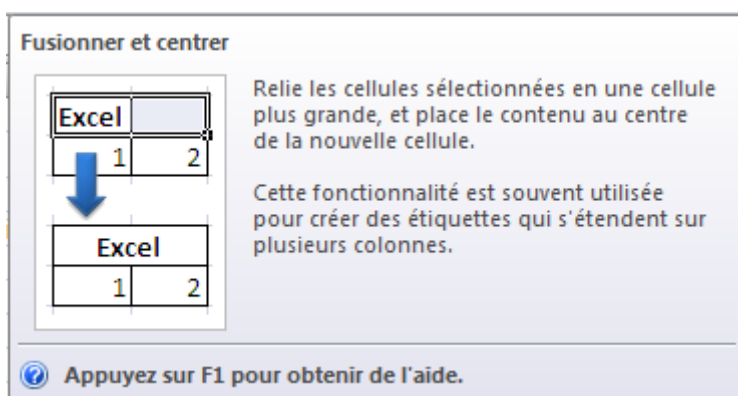 Fusionner et centrer
Excel
1 2
Excel
1 2
Relie les cellules sélectionnées en une cellule
plus grande, et place le contenu au centre
de la nouvelle cellule.
Cette fonctionnalité est souvent utilisée
pour créer des étiquettes qui s'étendent sur
plusieurs colonnes.
? Appuyez sur F1 pour obtenir de l'aide.